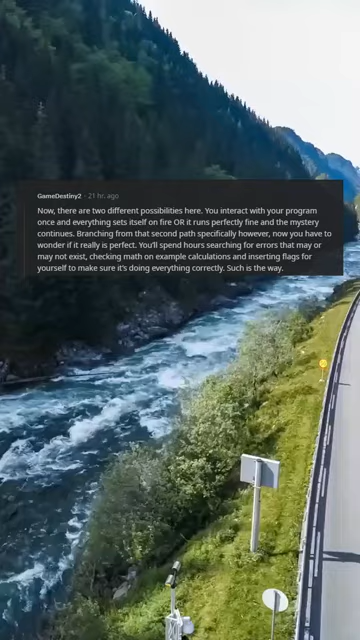 GameDestiny2 · 21 hr. ago
Now, there are two different possibilities here. You interact with your program
once and everything sets itself on fire OR it runs perfectly fine and the mystery
continues. Branching from that second path specifically however, now you have to
wonder if it really is perfect. You'll spend hours searching for errors that may or
may not exist, checking math on example calculations and inserting flags for
yourself to make sure it's doing everything correctly. Such is the way.